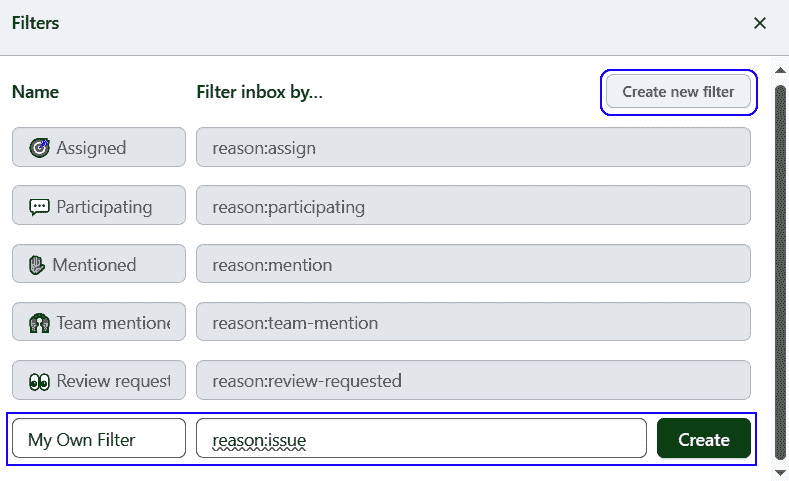 Filters
Name Filter inbox by... Create new filter
Assigned reason:assign
Participating reason:participating
Mentioned reason:mention
Team mentione reason:team-mention
Review request reason:review-requested
My Own Filter reason:issue Create